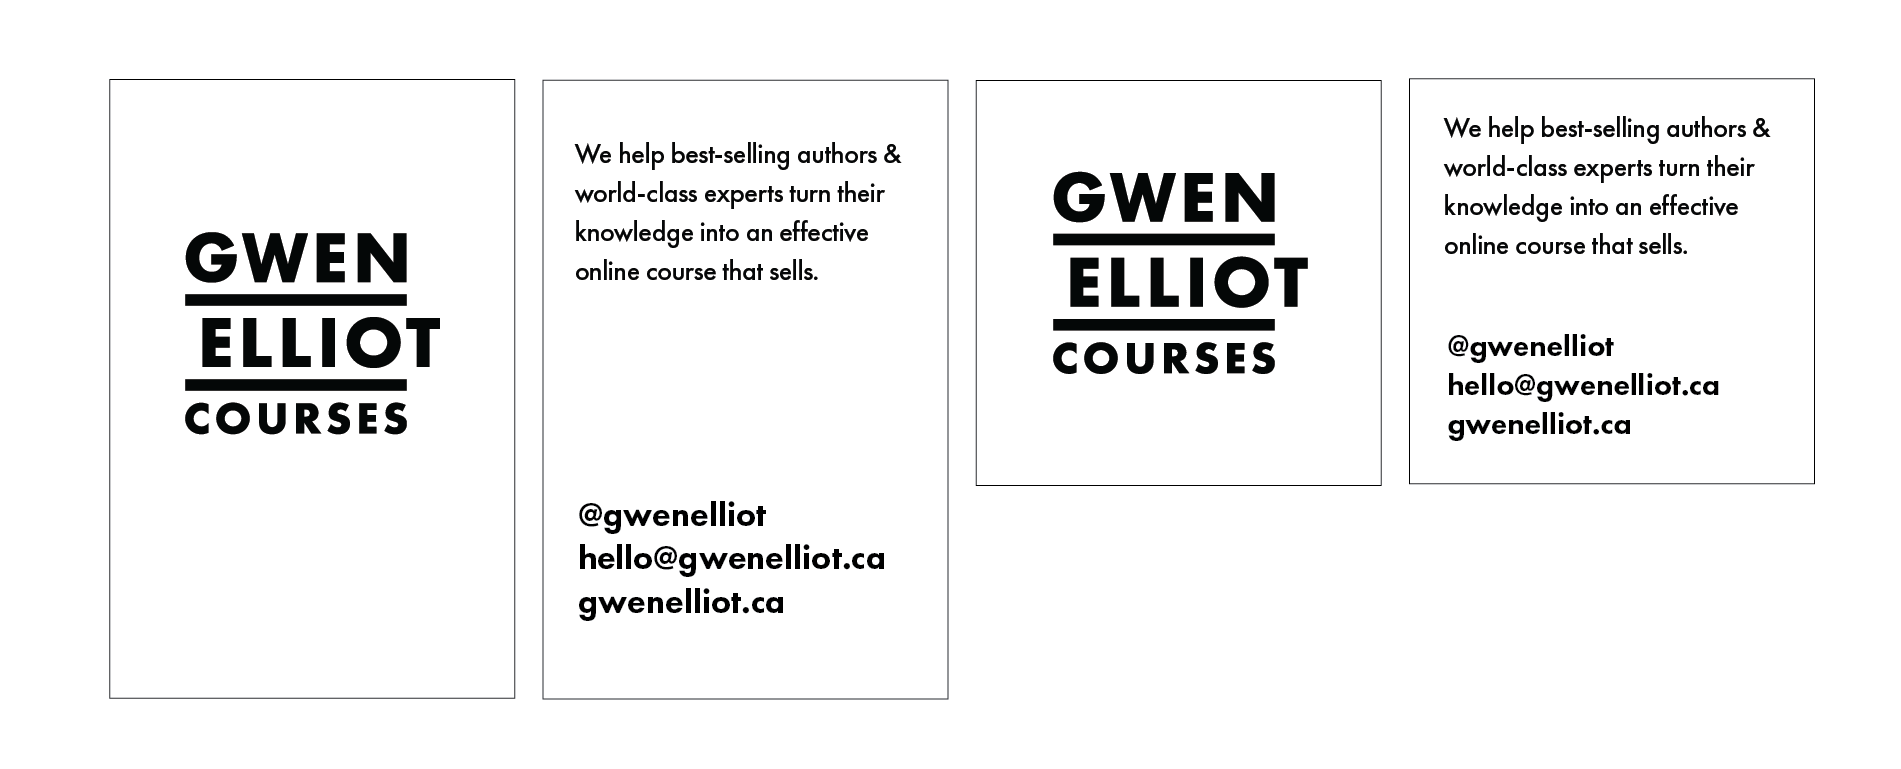 GWEN
ELLIOT
COURSES
We help best-selling authors &
world-class experts turn their
knowledge into an effective
online course that sells.
@gwenelliot
hello@gwenelliot.ca
gwenelliot.ca
GWEN
ELLIOT
COURSES
We help best-selling authors &
world-class experts turn their
knowledge into an effective
online course that sells.
@gwenelliot
hello@gwenelliot.ca
gwenelliot.ca